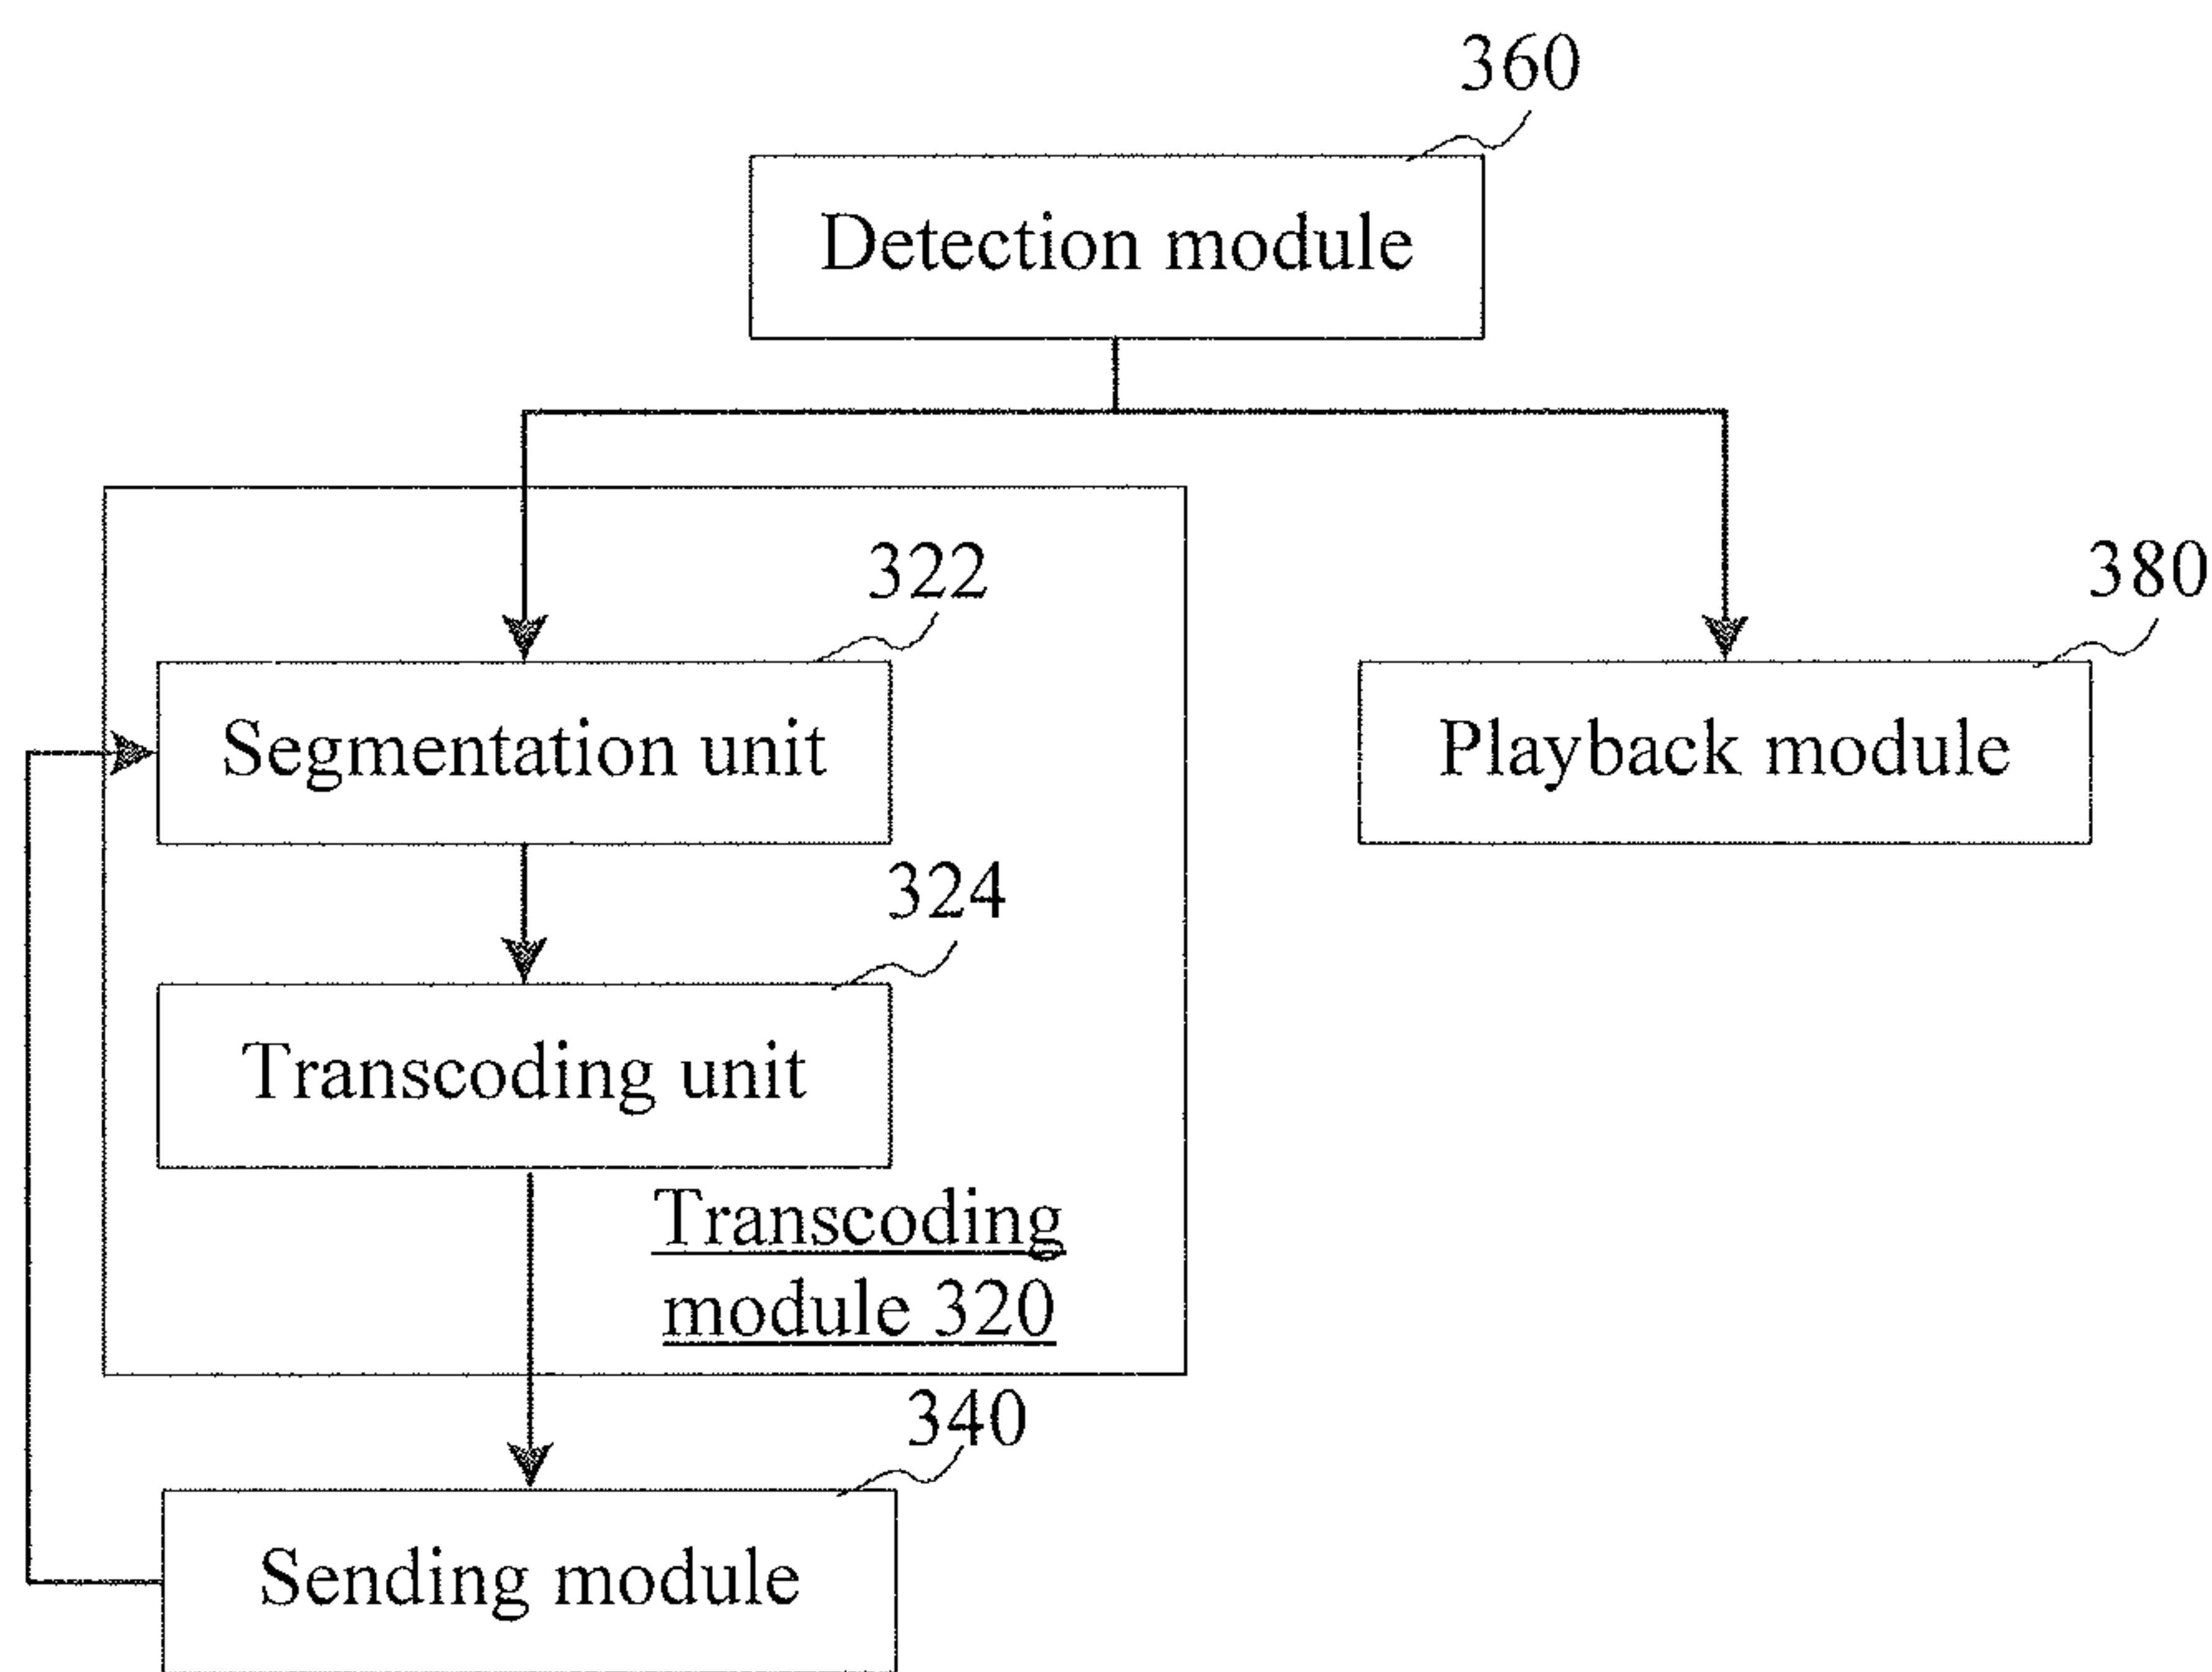 360
Detection module
322
380
Segmentation unit
Playback module
324
Transcoding unit
Transcoding
module 320
340
Sending module